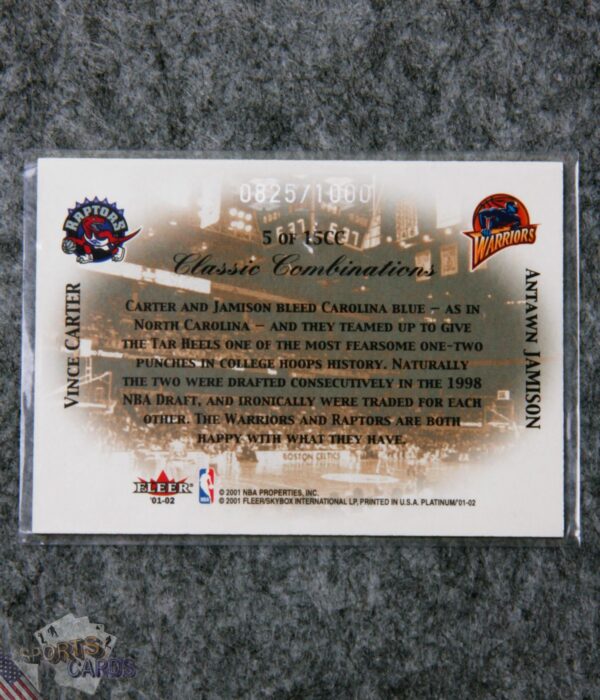 0825/1000
RAPTORS
WARRIORS
5 OF 15CC
Classic Combinations
VINCE CARTER
ANTAWN JAMISON
CARTER AND JAMISON BLEED CAROLINA BLUE – AS IN
NORTH CAROLINA – AND THEY TEAMED UP TO GIVE
THE TAR HEELS ONE OF THE MOST FEARSOME ONE-TWO
PUNCHES IN COLLEGE HOOPS HISTORY. NATURALLY
THE TWO WERE DRAFTED CONSECUTIVELY IN THE 1998
NBA DRAFT, AND IRONICALLY WERE TRADED FOR EACH
OTHER. THE WARRIORS AND RAPTORS ARE BOTH
HAPPY WITH WHAT THEY HAVE.
BOSTON CELTICS
FLEER
'01-02
© 2001 NBA PROPERTIES, INC.
© 2001 FLEER/SKYBOX INTERNATIONAL LP, PRINTED IN U.S.A. PLATINUM/'01-02
SPORTS
CARDS